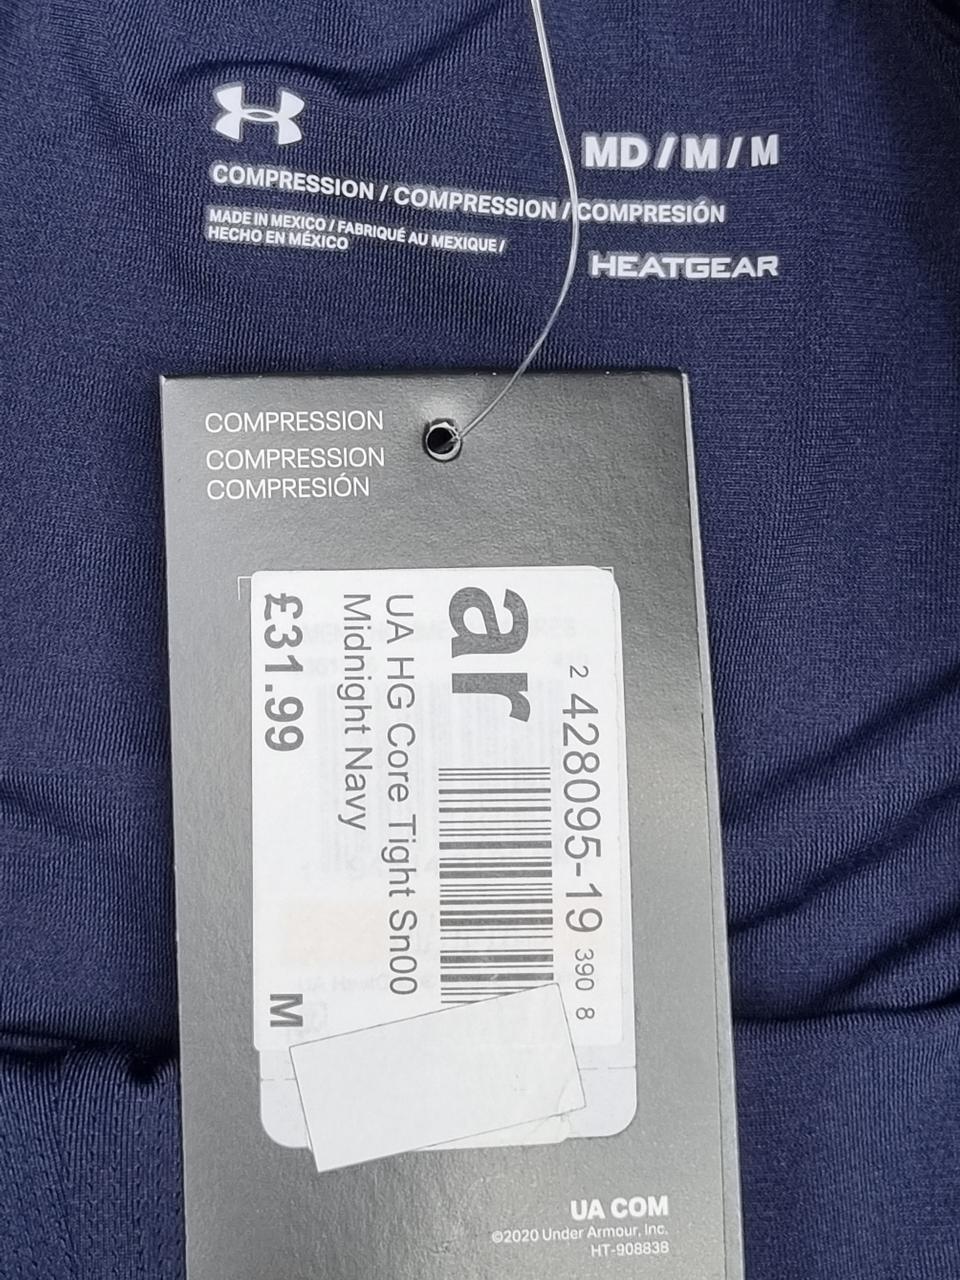 MD / M / M
COMPRESSION / COMPRESSION / COMPRESIÓN
MADE IN MEXICO / FABRIQUÉ AU MEXIQUE /
HECHO EN MÉXICO
HEATGEAR
COMPRESSION
COMPRESSION
COMPRESIÓN
2 428095-19 390 8
ar
UA HG Core Tight Sn00
Midnight Navy
£31.99 M
UA COM
©2020 Under Armour, Inc.
HT-908838